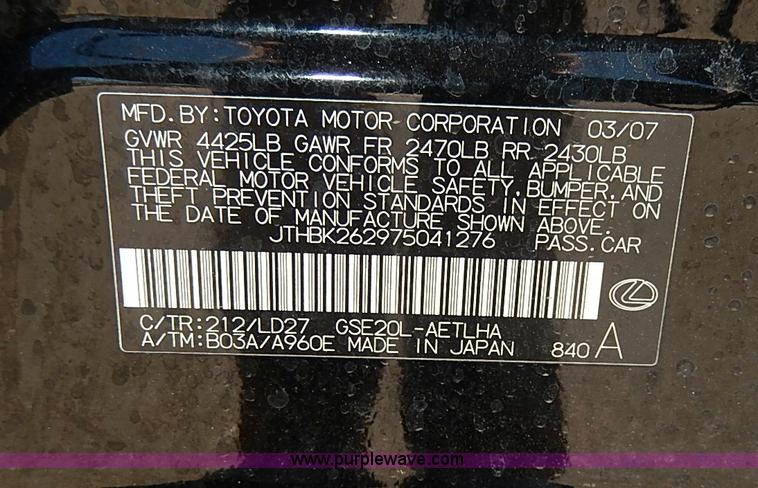 MFD.BY:TOYOTA MOTOR CORPORATION 03/07
GVWR 4425LB GAWR FR 2470LB RR 2430LB
THIS VEHICLE CONFORMS TO ALL APPLICABLE
FEDERAL MOTOR VEHICLE SAFETY,BUMPER,AND
THEFT PREVENTION STANDARDS IN EFFECT ON
THE DATE OF MANUFACTURE SHOWN ABOVE.
JTHBK262975041276 PASS.CAR
C/TR:212/LD27 GSE20L-AETLHA
A/TM:B03A/A960E MADE IN JAPAN 840 A
www.purplewave.com